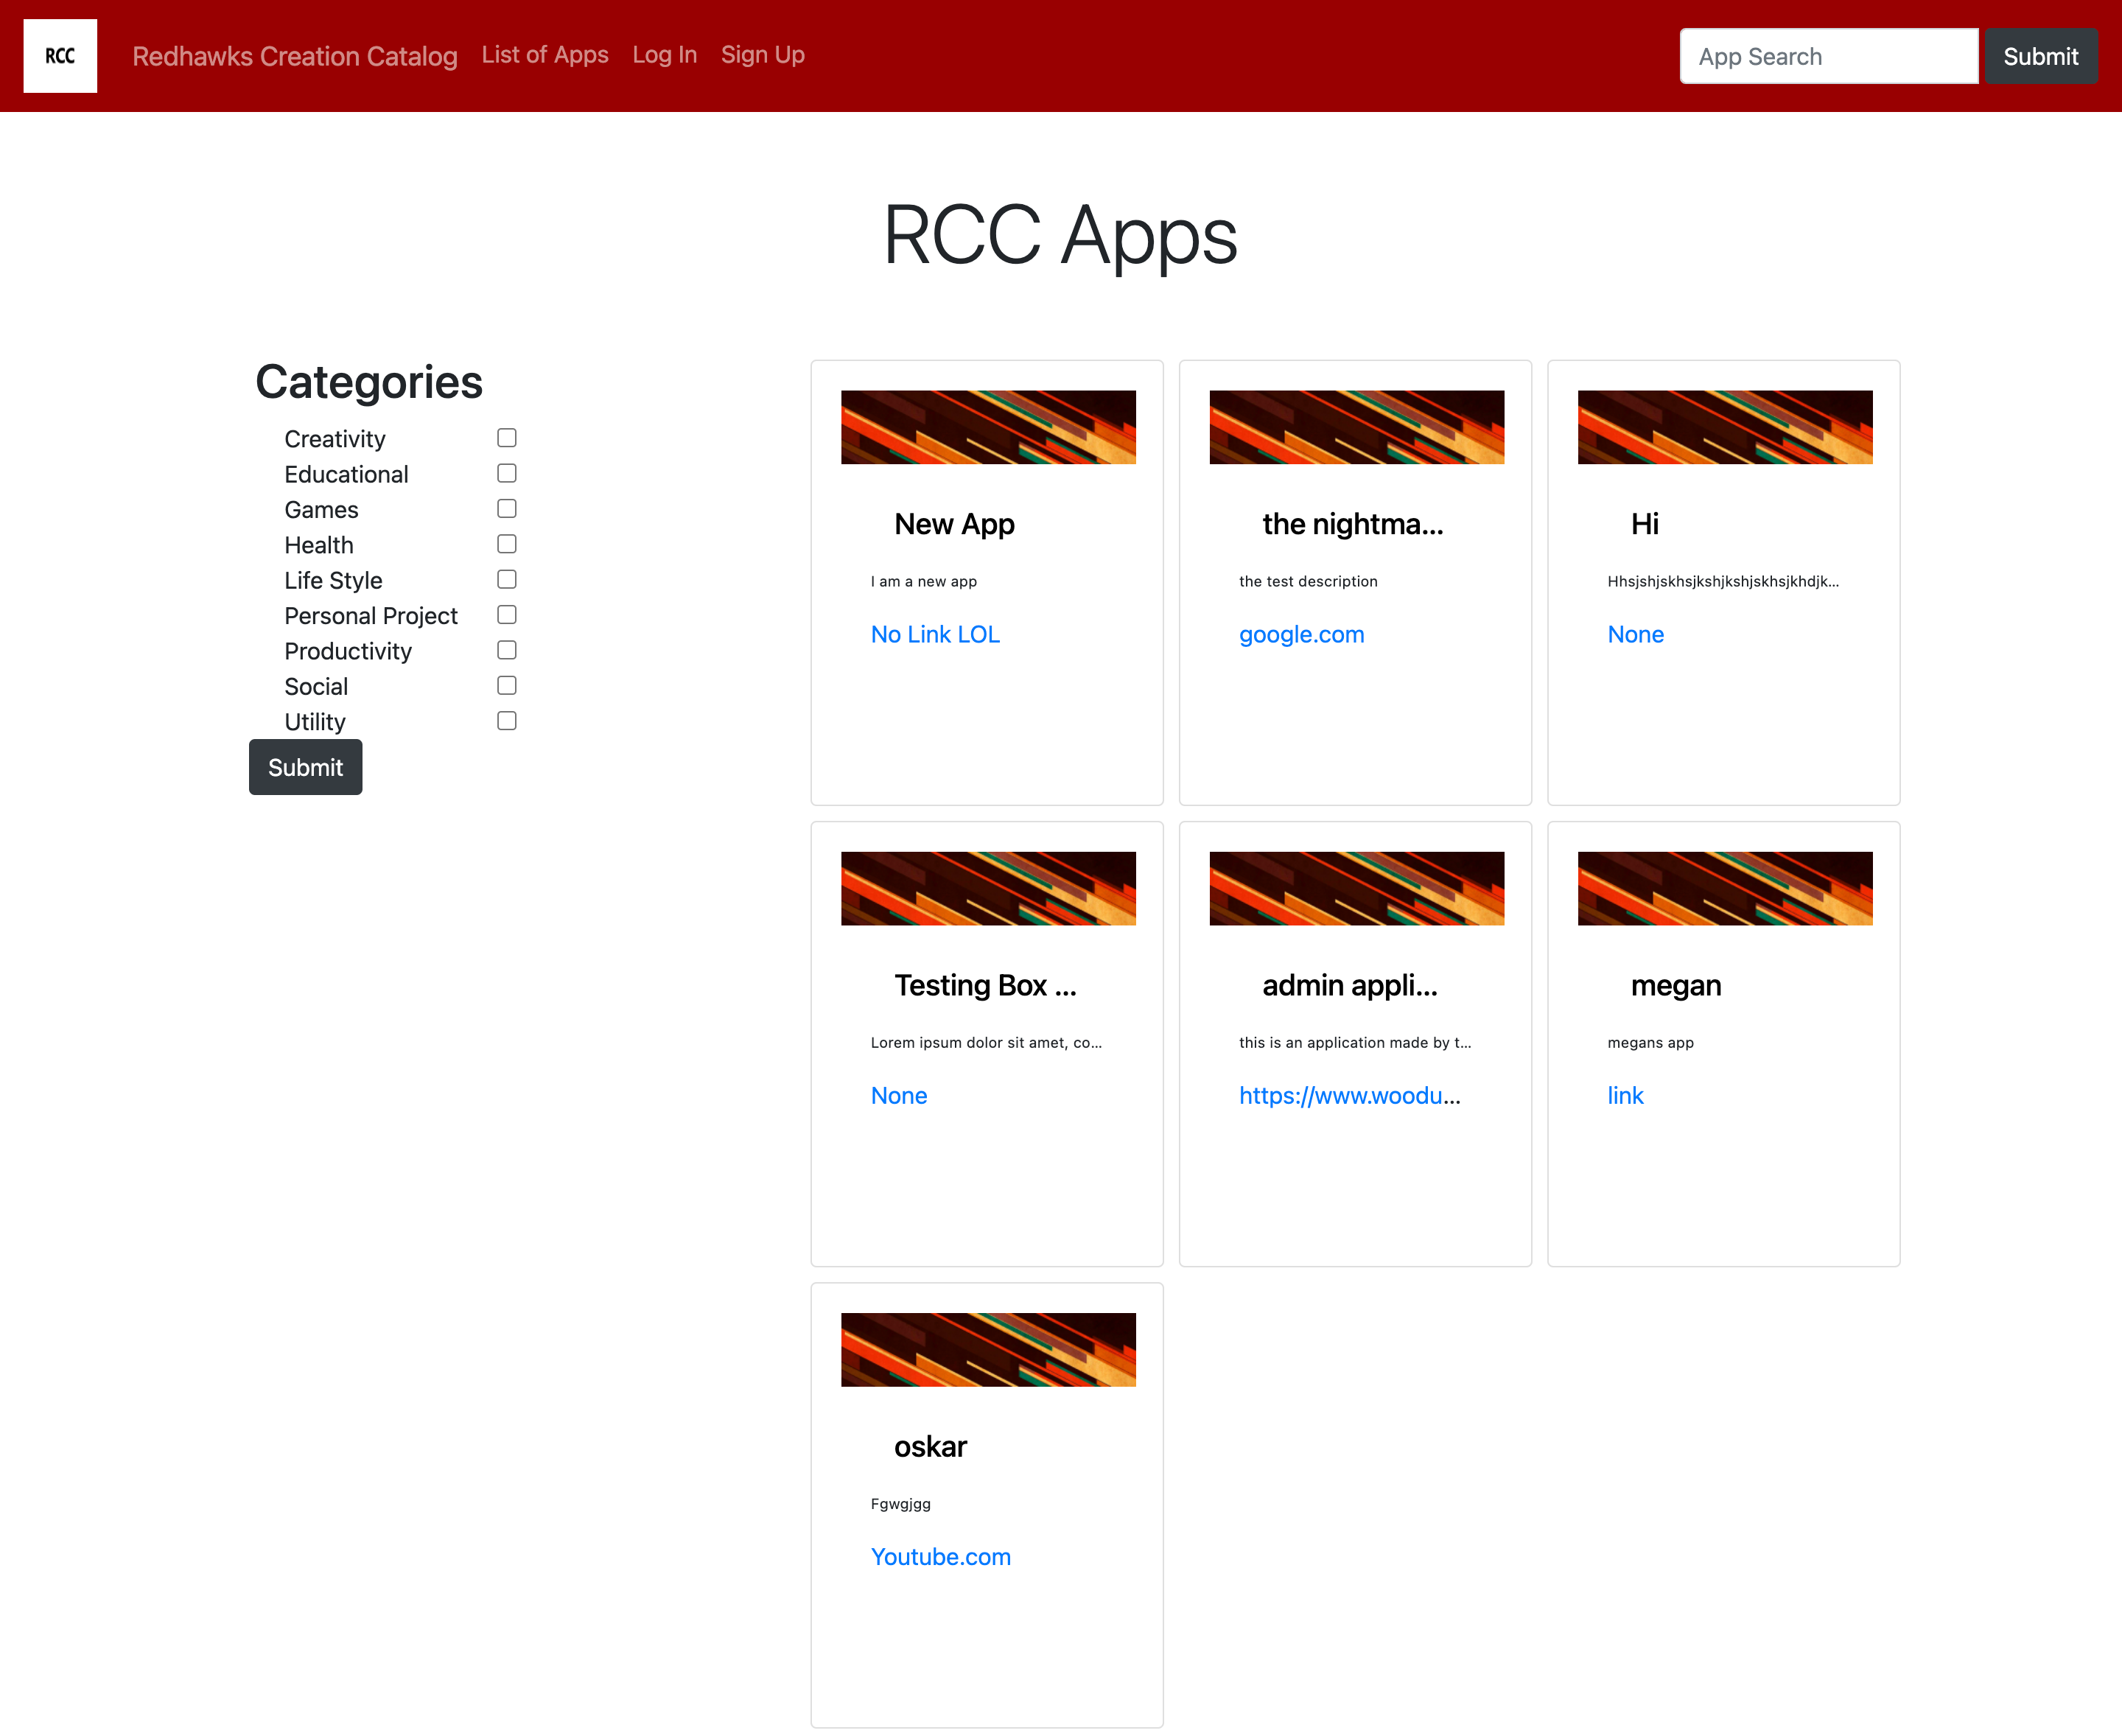 RCC
Redhawks Creation Catalog
List of Apps
Log In
Sign Up
App Search
Submit
RCC Apps
Categories
Creativity
Educational
Games
Health
Life Style
Personal Project
Productivity
Social
Utility
Submit
New App
I am a new app
No Link LOL
the nightma...
the test description
google.com
Hi
Hhsjshjskhsjkshjkshjskhsjkhdjk...
None
Testing Box ...
Lorem ipsum dolor sit amet, co...
None
admin appli...
this is an application made by t...
https://www.woodu...
megan
megans app
link
oskar
Fgwgjgg
Youtube.com